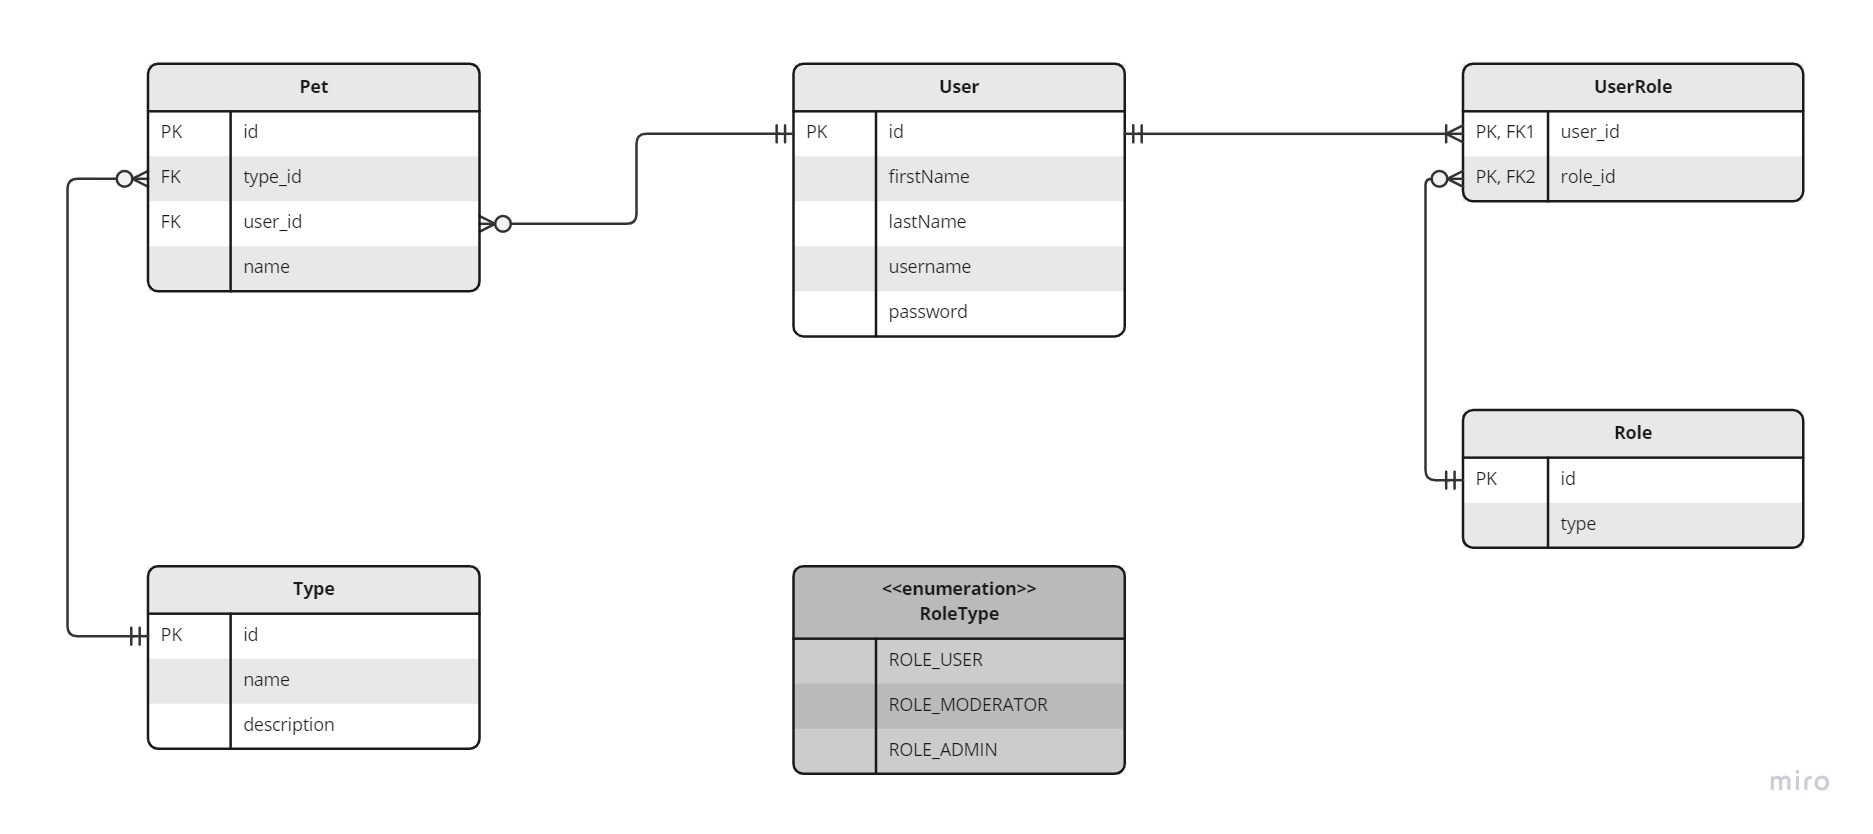 Pet
PK id
FK type_id
FK user_id
name
User
PK id
firstName
lastName
username
password
UserRole
PK, FK1 user_id
PK, FK2 role_id
Role
PK id
type
Type
PK id
name
description
<<enumeration>>
RoleType
ROLE_USER
ROLE_MODERATOR
ROLE_ADMIN
miro